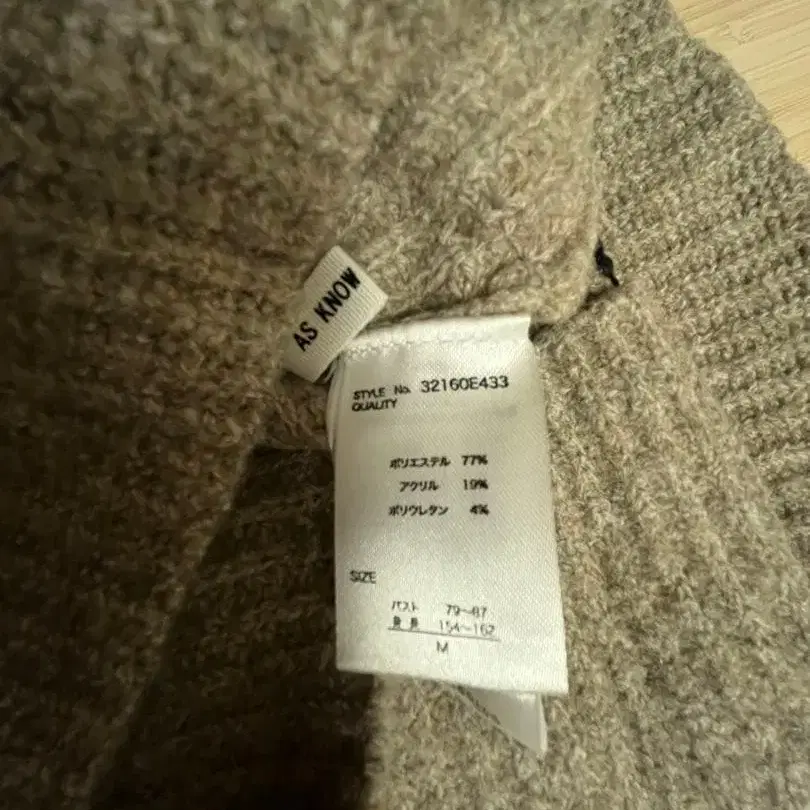 AS KNOW
STYLE No. 32160E433
QUALITY
ポリエステル 77%
アクリル 19%
ポリウレタン 4%
SIZE
バスト 79~87
身長 154~162
M